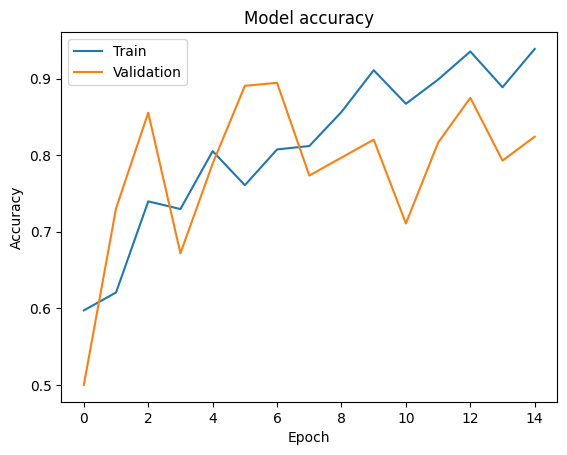 Model accuracy
Train
Validation
Accuracy
0.9
0.8
0.7
0.6
0.5
0 2 4 6 8 10 12 14
Epoch